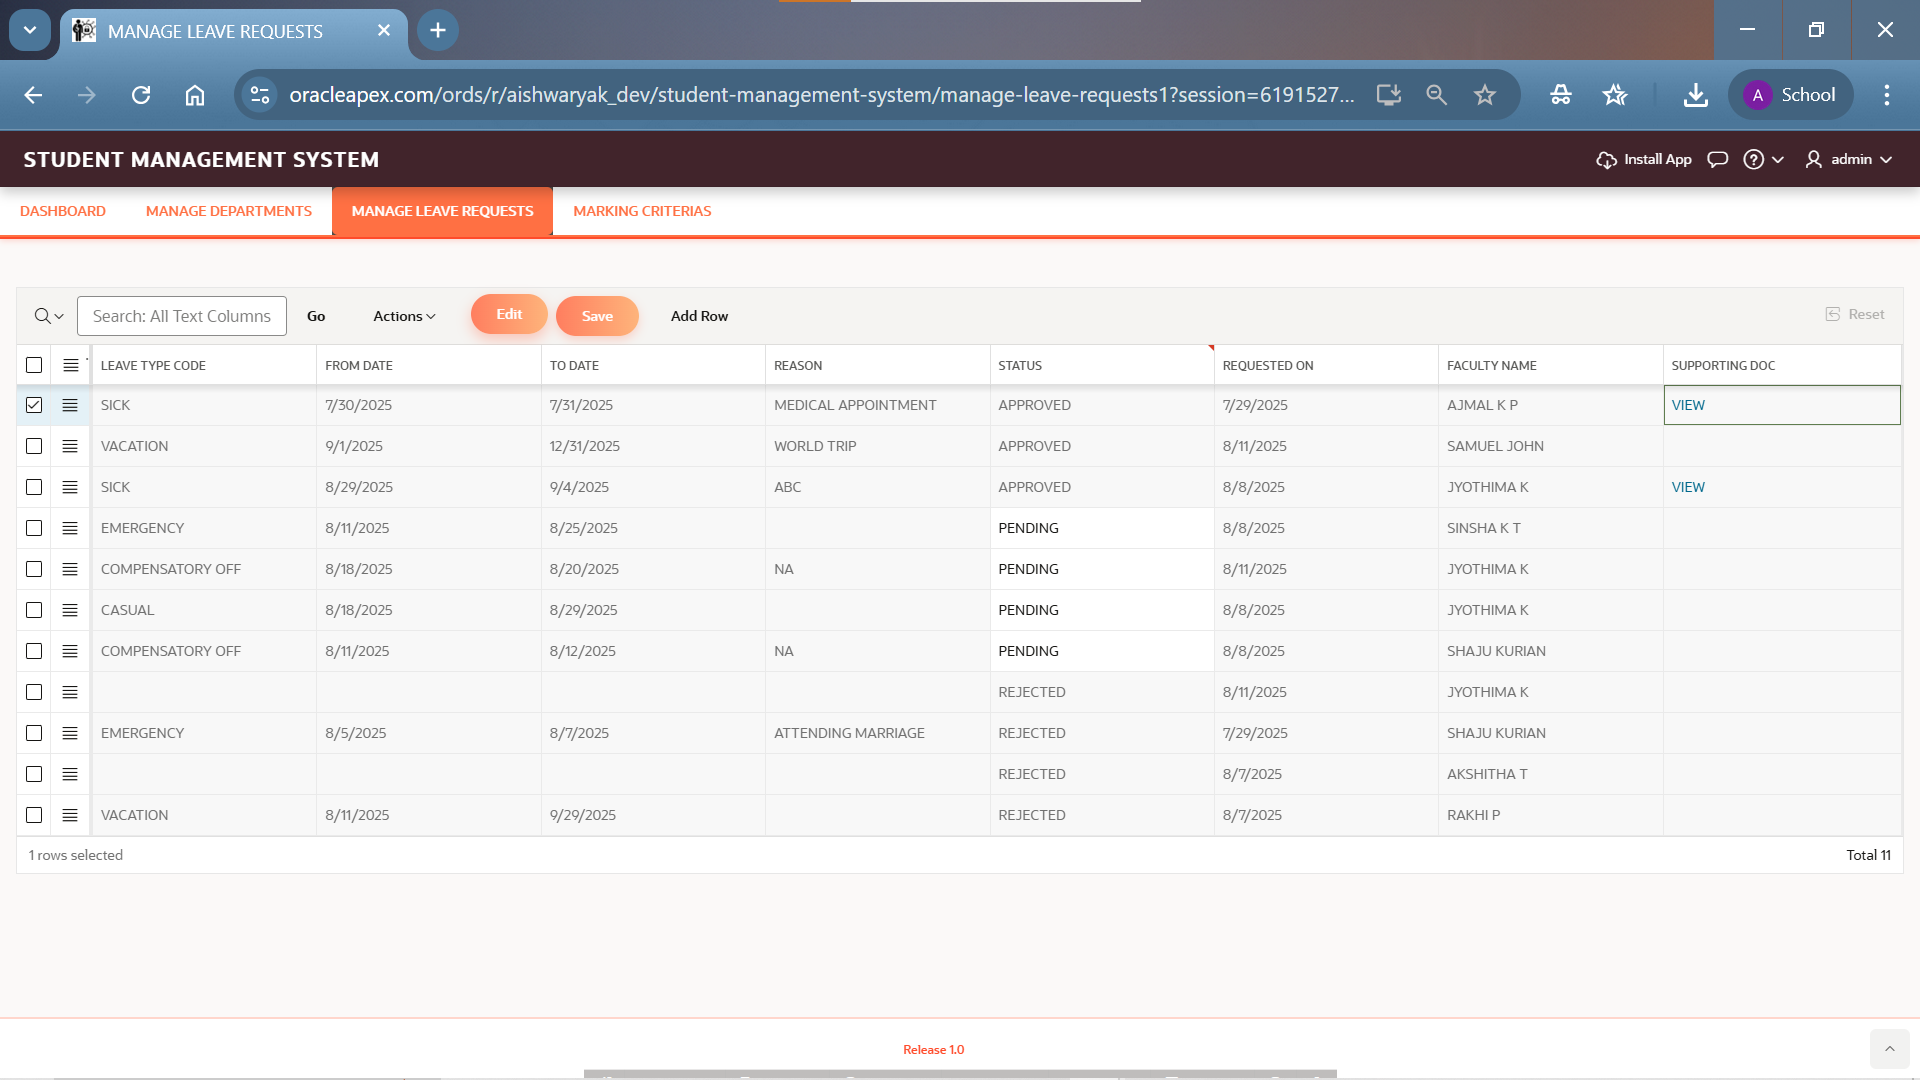 MANAGE LEAVE REQUESTS
oracleapex.com/ords/r/aishwaryak_dev/student-management-system/manage-leave-requests1?session=6191527...
A School
STUDENT MANAGEMENT SYSTEM
Install App
? admin
DASHBOARD MANAGE DEPARTMENTS MANAGE LEAVE REQUESTS MARKING CRITERIAS
Search: All Text Columns Go Actions Edit Save Add Row Reset
LEAVE TYPE CODE FROM DATE TO DATE REASON STATUS REQUESTED ON FACULTY NAME SUPPORTING DOC
SICK 7/30/2025 7/31/2025 MEDICAL APPOINTMENT APPROVED 7/29/2025 AJMAL K P VIEW
VACATION 9/1/2025 12/31/2025 WORLD TRIP APPROVED 8/11/2025 SAMUEL JOHN
SICK 8/29/2025 9/4/2025 ABC APPROVED 8/8/2025 JYOTHIMA K VIEW
EMERGENCY 8/11/2025 8/25/2025 PENDING 8/8/2025 SINSHA K T
COMPENSATORY OFF 8/18/2025 8/20/2025 NA PENDING 8/11/2025 JYOTHIMA K
CASUAL 8/18/2025 8/29/2025 PENDING 8/8/2025 JYOTHIMA K
COMPENSATORY OFF 8/11/2025 8/12/2025 NA PENDING 8/8/2025 SHAJU KURIAN
REJECTED 8/11/2025 JYOTHIMA K
EMERGENCY 8/5/2025 8/7/2025 ATTENDING MARRIAGE REJECTED 7/29/2025 SHAJU KURIAN
REJECTED 8/7/2025 AKSHITHA T
VACATION 8/11/2025 9/29/2025 REJECTED 8/7/2025 RAKHI P
1 rows selected Total 11
Release 1.0